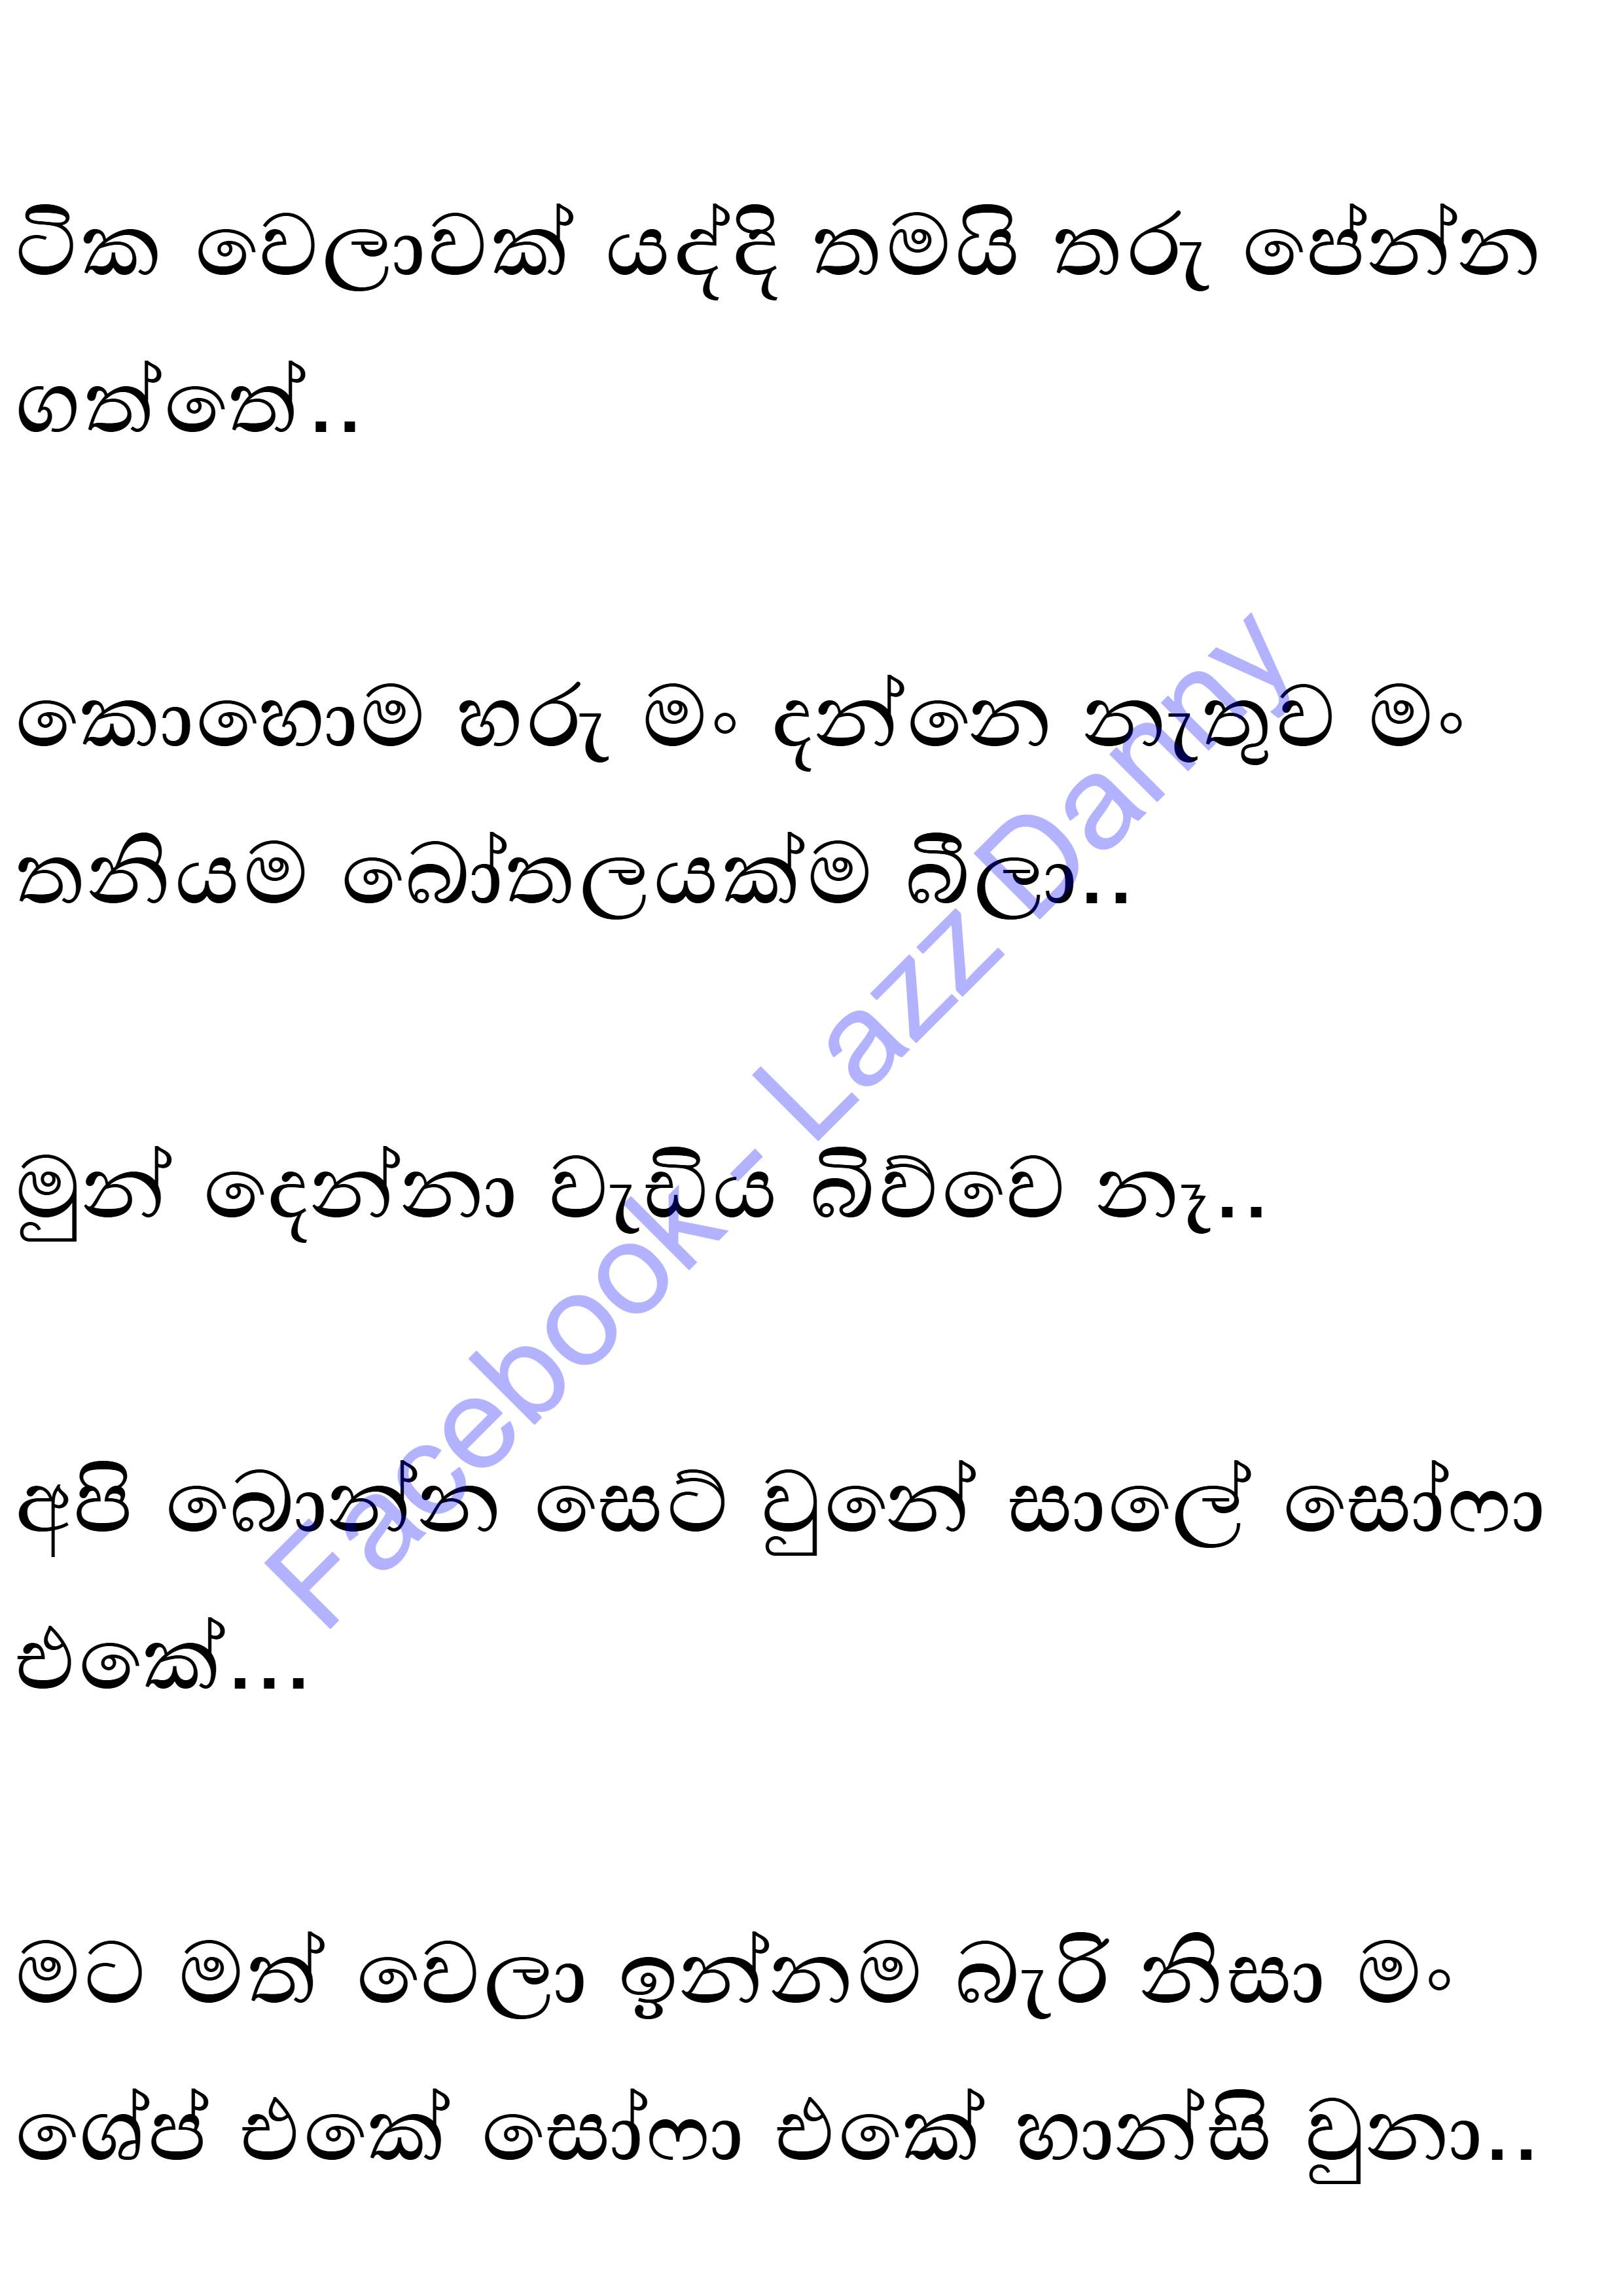 ටික වෙලාවක් යද්දි තමයි තරු පේන්න
ගත්තේ..
කොහොම හරු මං දන්නෙ නැතුව මං
තනියම බෝතලයක්ම බීලා..
මුන් දෙන්නා වැඩිය බිව්වෙ නෑ..
අපි බොන්න සෙට් වුනේ සාලේ සෝෆා
එකේ...
මට මත් වෙලා ඉන්නම බැරි නිසා මං
ශේප් එකේ සෝෆා එකේ හාන්සි වුනා..
Facebook - Lazz Danny